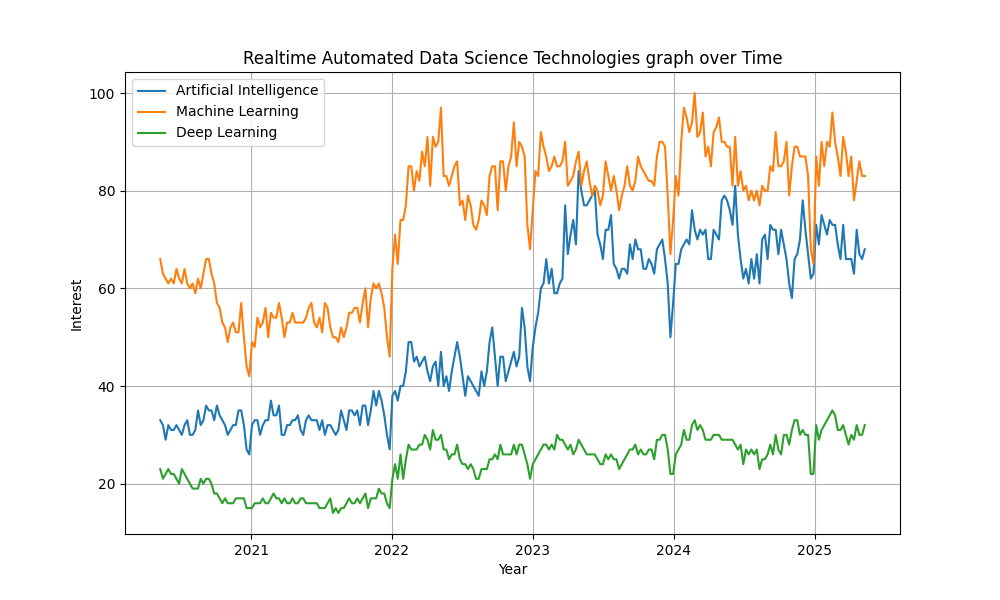 Realtime Automated Data Science Technologies graph over Time
Artificial Intelligence
Machine Learning
Deep Learning
100
80
60
40
20
Interest
2021 2022 2023 2024 2025
Year